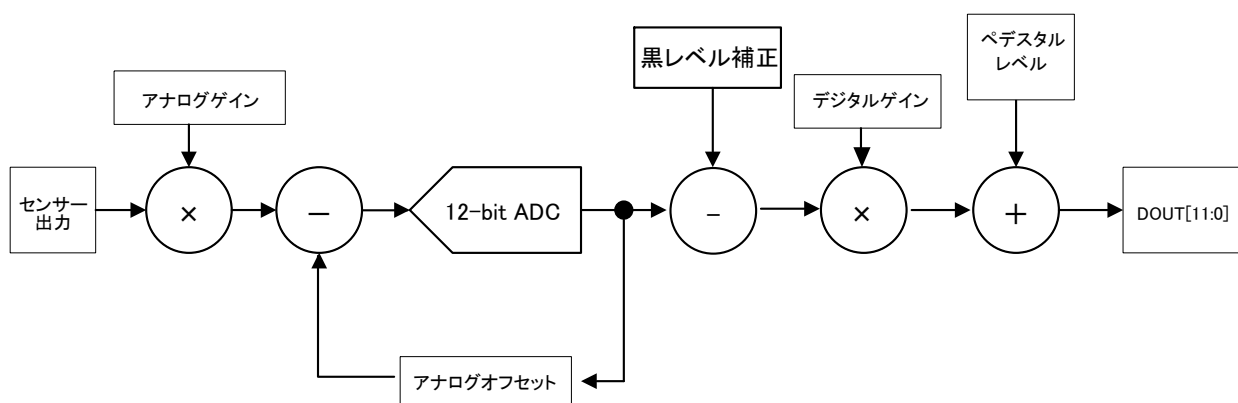 黒レベル補正
ペデスタル
レベル
アナログゲイン
デジタルゲイン
センサー
出力
×
−
12-bit ADC
-
×
+
DOUT[11:0]
アナログオフセット